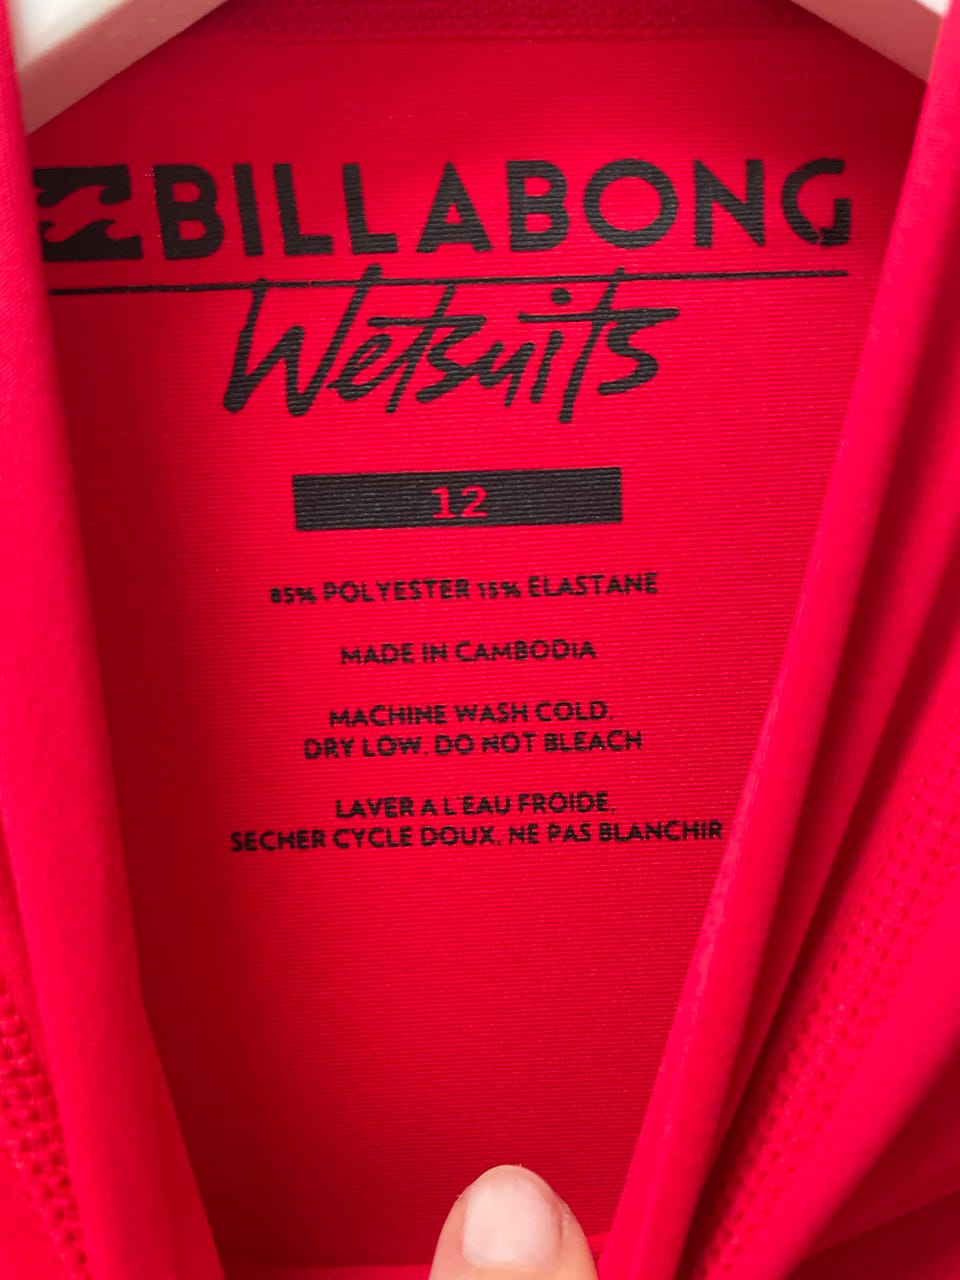 BILLABONG
Wetsuits
12
85% POLYESTER 15% ELASTANE
MADE IN CAMBODIA
MACHINE WASH COLD.
DRY LOW. DO NOT BLEACH
LAVER A L'EAU FROIDE.
SECHER CYCLE DOUX. NE PAS BLANCHIR